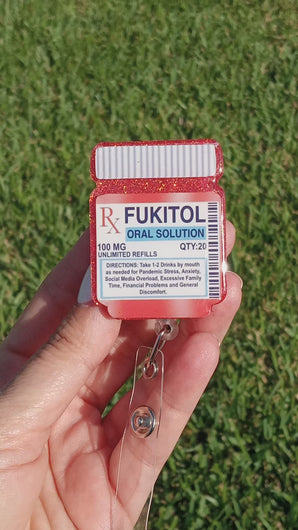 Rx FUKITOL
ORAL SOLUTION
100 MG QTY:20
UNLIMITED REFILLS
DIRECTIONS: Take 1-2 Drinks by mouth
as needed for Pandemic Stress, Anxiety,
Social Media Overload, Excessive Family
Time, Financial Problems and General
Discomfort.